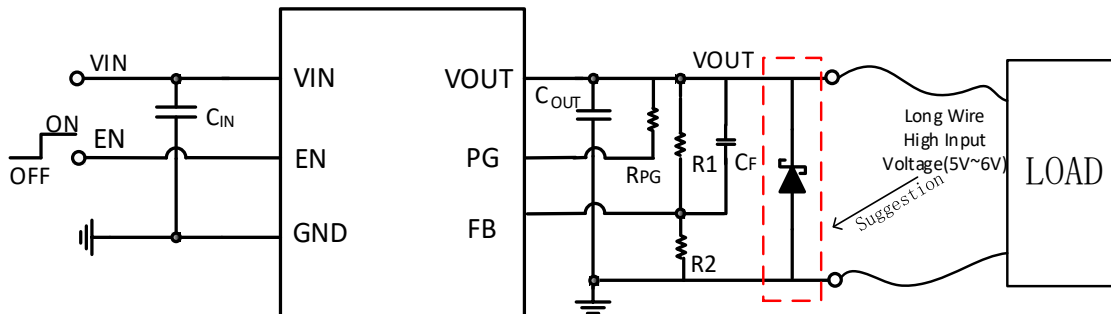 VIN
ON
EN
OFF
CIN
VIN
EN
GND
VOUT
PG
FB
COUT
RPG
R1
R2
CF
VOUT
Long Wire
High Input
Voltage(5V~6V)
Suggestion
LOAD